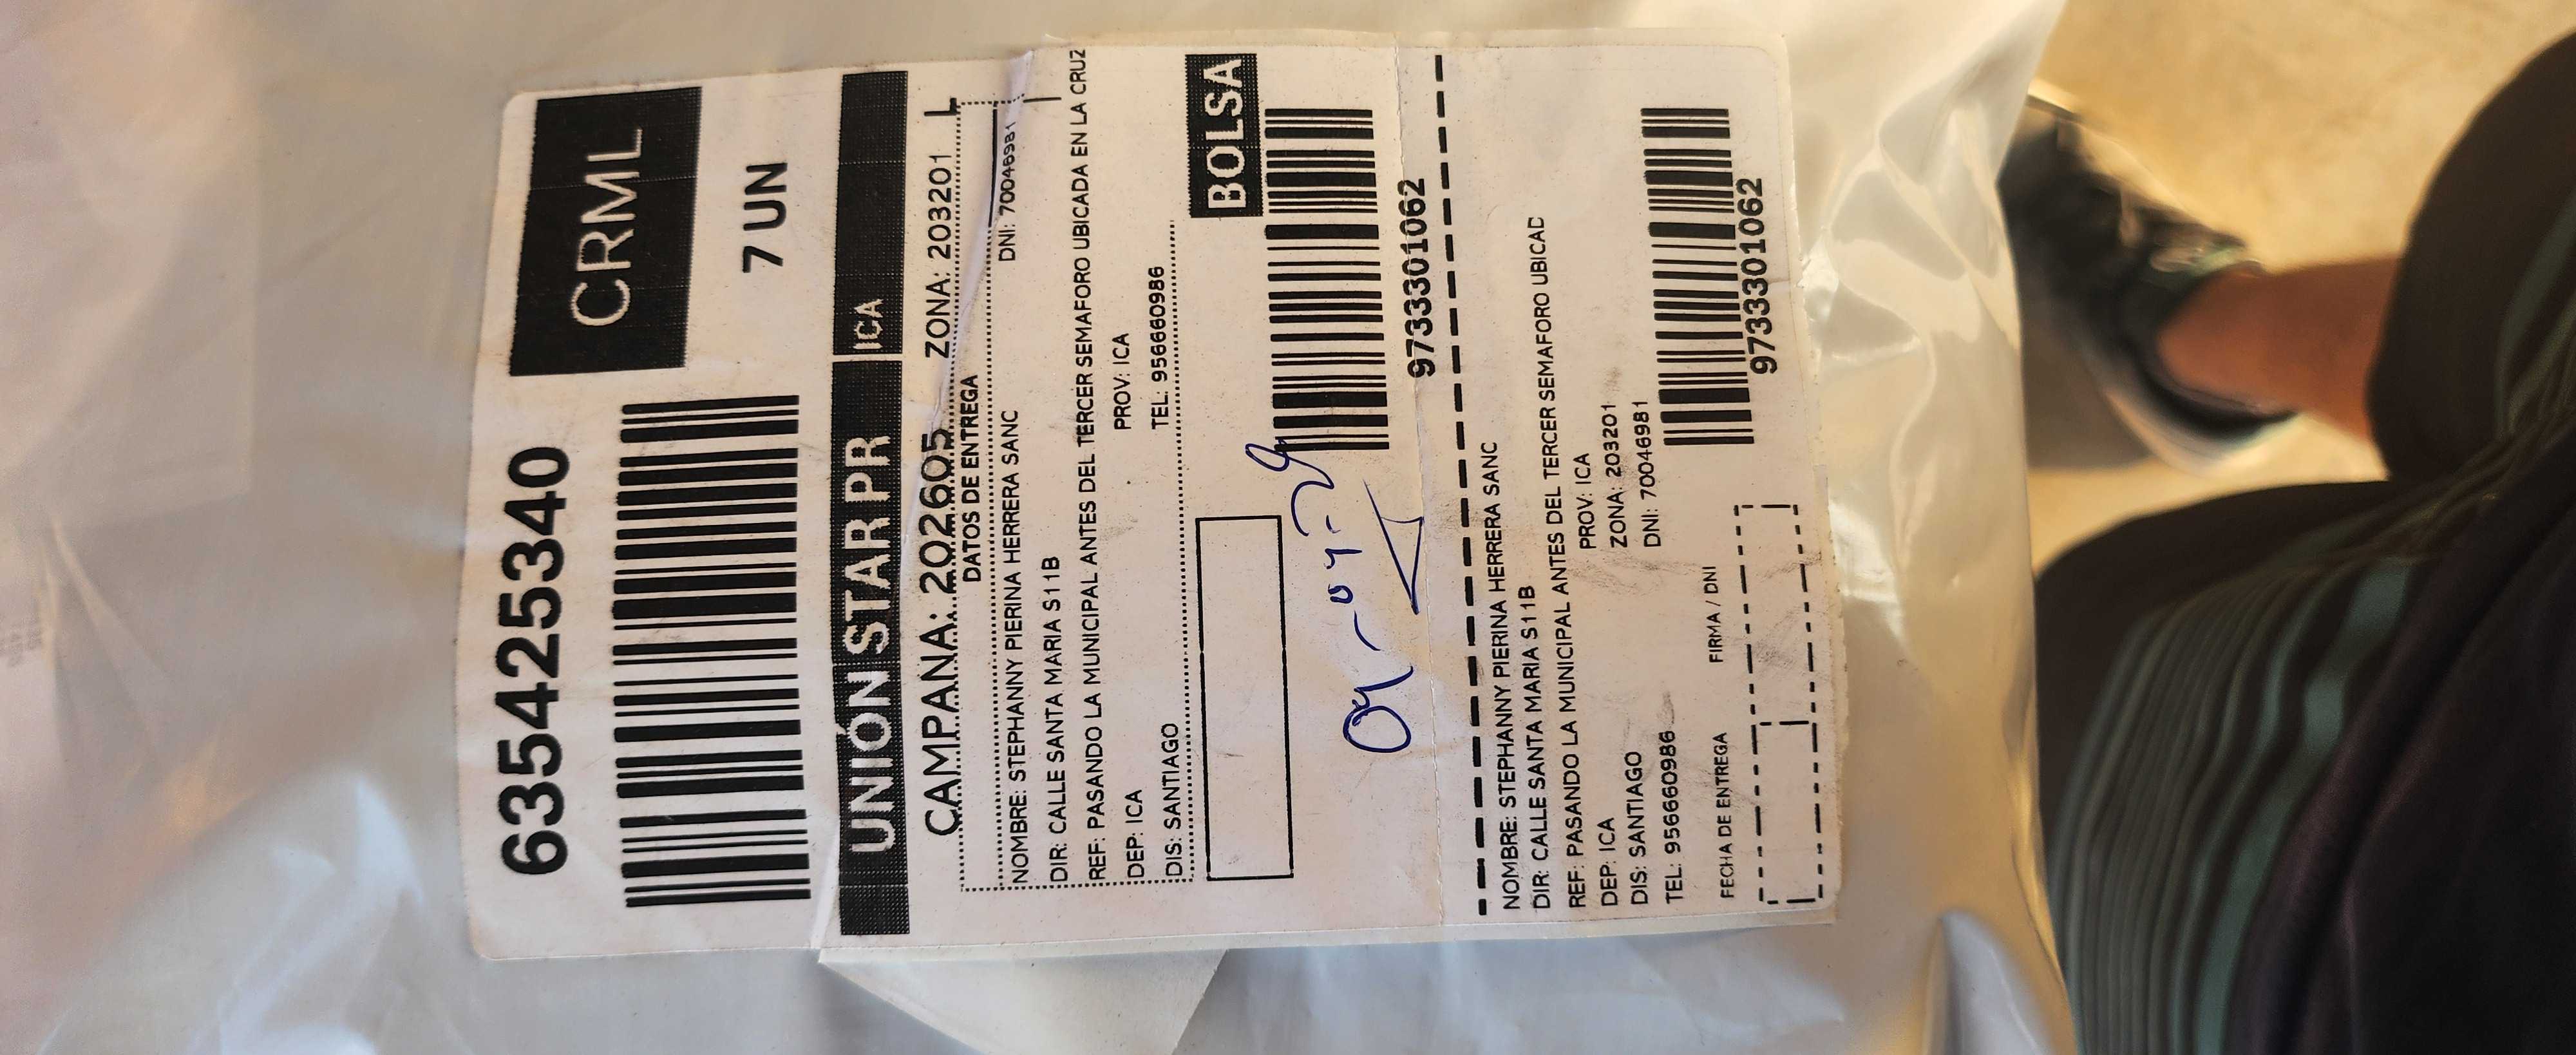 6354425340
CRML
7 UN
UNIÓN STAR PR ICA
CAMPAÑA: 202605 ZONA: 203201 L
DATOS DE ENTREGA
NOMBRE: STEPHANNY PIERINA HERRERA SANC DNI: 70046981
DIR: CALLE SANTA MARIA S11B
REF: PASANDO LA MUNICIPAL ANTES DEL TERCER SEMAFORO UBICADA EN LA CRUZ
DEP: ICA PROV: ICA
DIS: SANTIAGO TEL: 956660986
BOLSA
9733301062
NOMBRE: STEPHANNY PIERINA HERRERA SANC
DIR: CALLE SANTA MARIA S11B
REF: PASANDO LA MUNICIPAL ANTES DEL TERCER SEMAFORO UBICAD
DEP: ICA PROV: ICA
DIS: SANTIAGO ZONA: 203201
TEL: 956660986 DNI: 70046981
FECHA DE ENTREGA FIRMA / DNI
9733301062